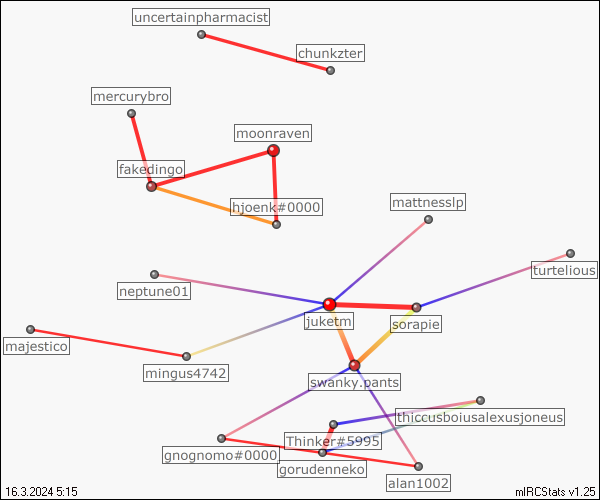 uncertainpharmacist
chunkzter
mercurybro
moonraven
fakedingo
hjoenk#0000
mattnesslp
turtelious
neptune01
juketm
sorapie
majestico
mingus4742
swanky.pants
thiccusboiusalexusjoneus
Thinker#5995
gnognomo#0000
gorudenneko
alan1002
16.3.2024 5:15
mIRCStats v1.25